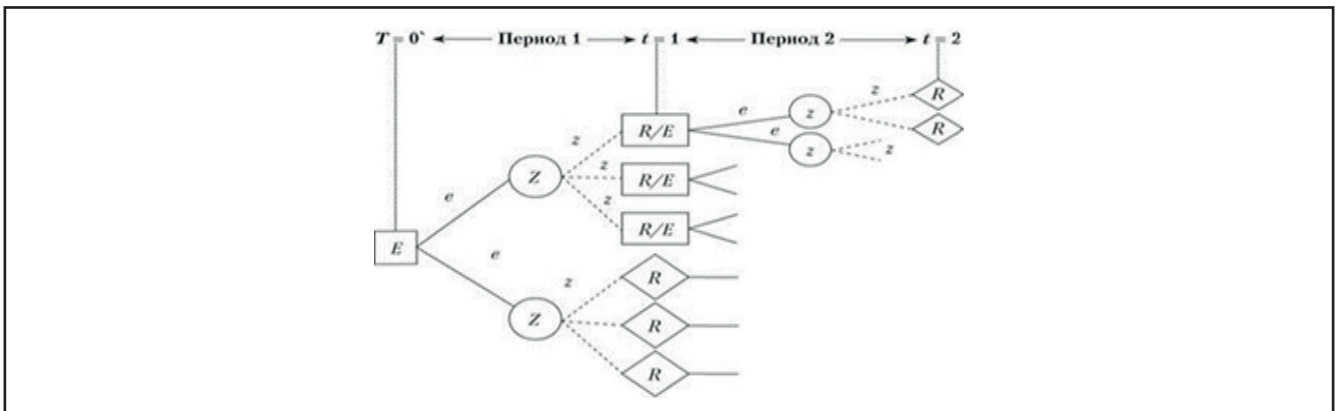 T = 0` Период 1 t = 1 Период 2 t = 2
z R
e z
R/E e R
z z z
Z z R/E
e z
R/E
E
e
z R
Z
R
R